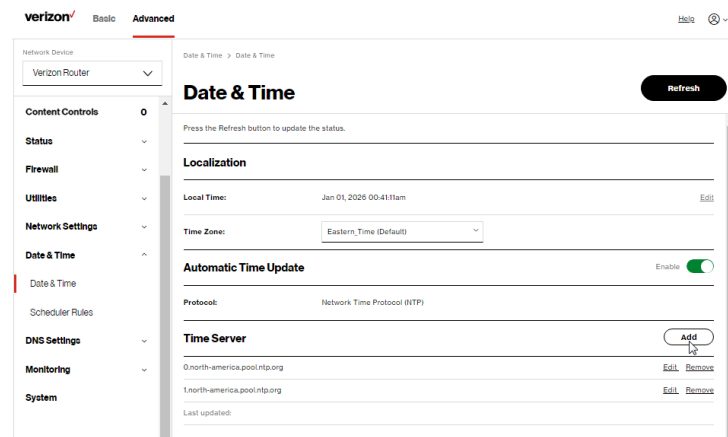 verizon✓ Basic Advanced Help
Network Device
Verizon Router
Content Controls 0
Status
Firewall
Utilities
Network Settings
Date & Time
Date & Time
Scheduler Rules
DNS Settings
Monitoring
System
Date & Time > Date & Time
Date & Time
Refresh
Press the Refresh button to update the status.
Localization
Local Time: Jan 01, 2026 00:41:11am Edit
Time Zone: Eastern_Time (Default)
Automatic Time Update Enable
Protocol: Network Time Protocol (NTP)
Time Server Add
0.north-america.pool.ntp.org Edit Remove
1.north-america.pool.ntp.org Edit Remove
Last updated: